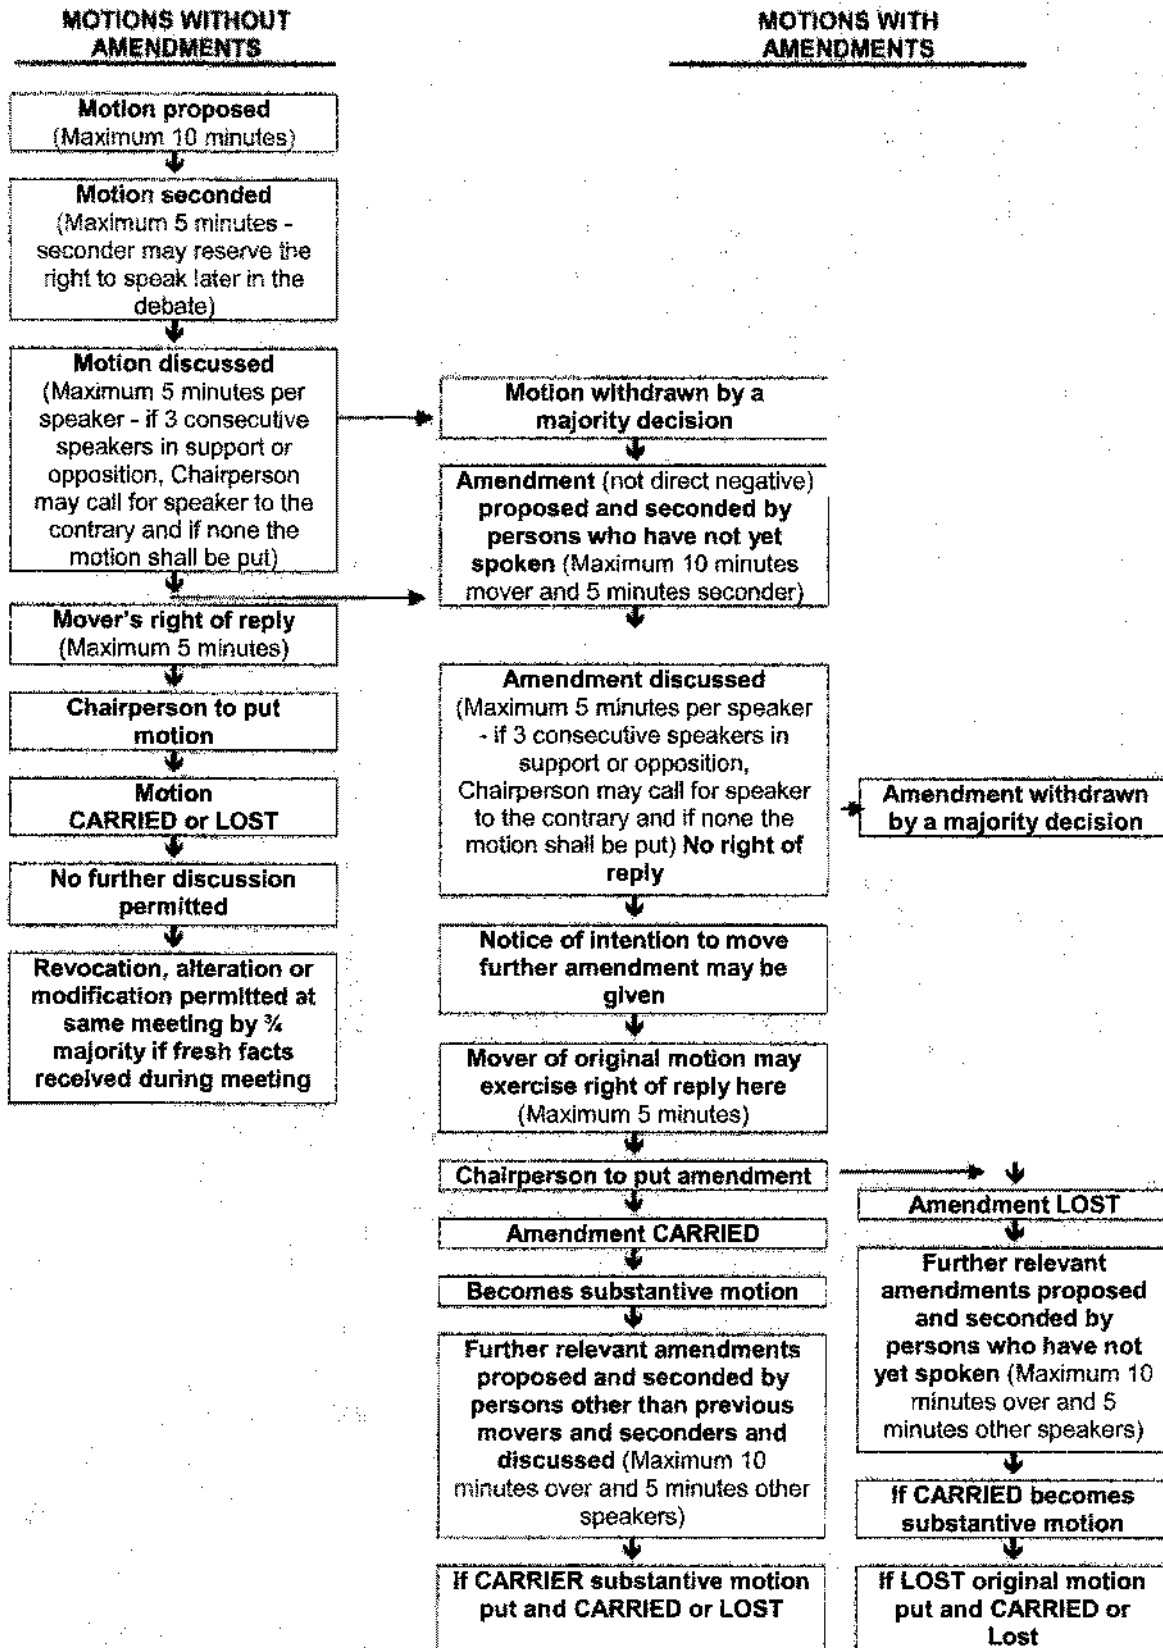 MOTIONS WITHOUT
AMENDMENTS
Motion proposed
(Maximum 10 minutes)
Motion seconded
(Maximum 5 minutes -
seconder may reserve the
right to speak later in the
debate)
Motion discussed
(Maximum 5 minutes per
speaker - if 3 consecutive
speakers in support or
opposition, Chairperson
may call for speaker to the
contrary and if none the
motion shall be put)
Mover's right of reply
(Maximum 5 minutes)
Chairperson to put
motion
Motion
CARRIED or LOST
No further discussion
permitted
Revocation, alteration or
modification permitted at
same meeting by ¾
majority if fresh facts
received during meeting
MOTIONS WITH
AMENDMENTS
Motion withdrawn by a
majority decision
Amendment (not direct negative)
proposed and seconded by
persons who have not yet
spoken (Maximum 10 minutes
mover and 5 minutes seconder)
Amendment discussed
(Maximum 5 minutes per speaker
- if 3 consecutive speakers in
support or opposition,
Chairperson may call for speaker
to the contrary and if none the
motion shall be put) No right of
reply
Amendment withdrawn
by a majority decision
Notice of intention to move
further amendment may be
given
Mover of original motion may
exercise right of reply here
(Maximum 5 minutes)
Chairperson to put amendment
Amendment CARRIED
Becomes substantive motion
Further relevant amendments
proposed and seconded by
persons other than previous
movers and seconders and
discussed (Maximum 10
minutes over and 5 minutes other
speakers)
If CARRIER substantive motion
put and CARRIED or LOST
Amendment LOST
Further relevant
amendments proposed
and seconded by
persons who have not
yet spoken (Maximum 10
minutes over and 5
minutes other speakers)
If CARRIED becomes
substantive motion
If LOST original motion
put and CARRIED or
Lost